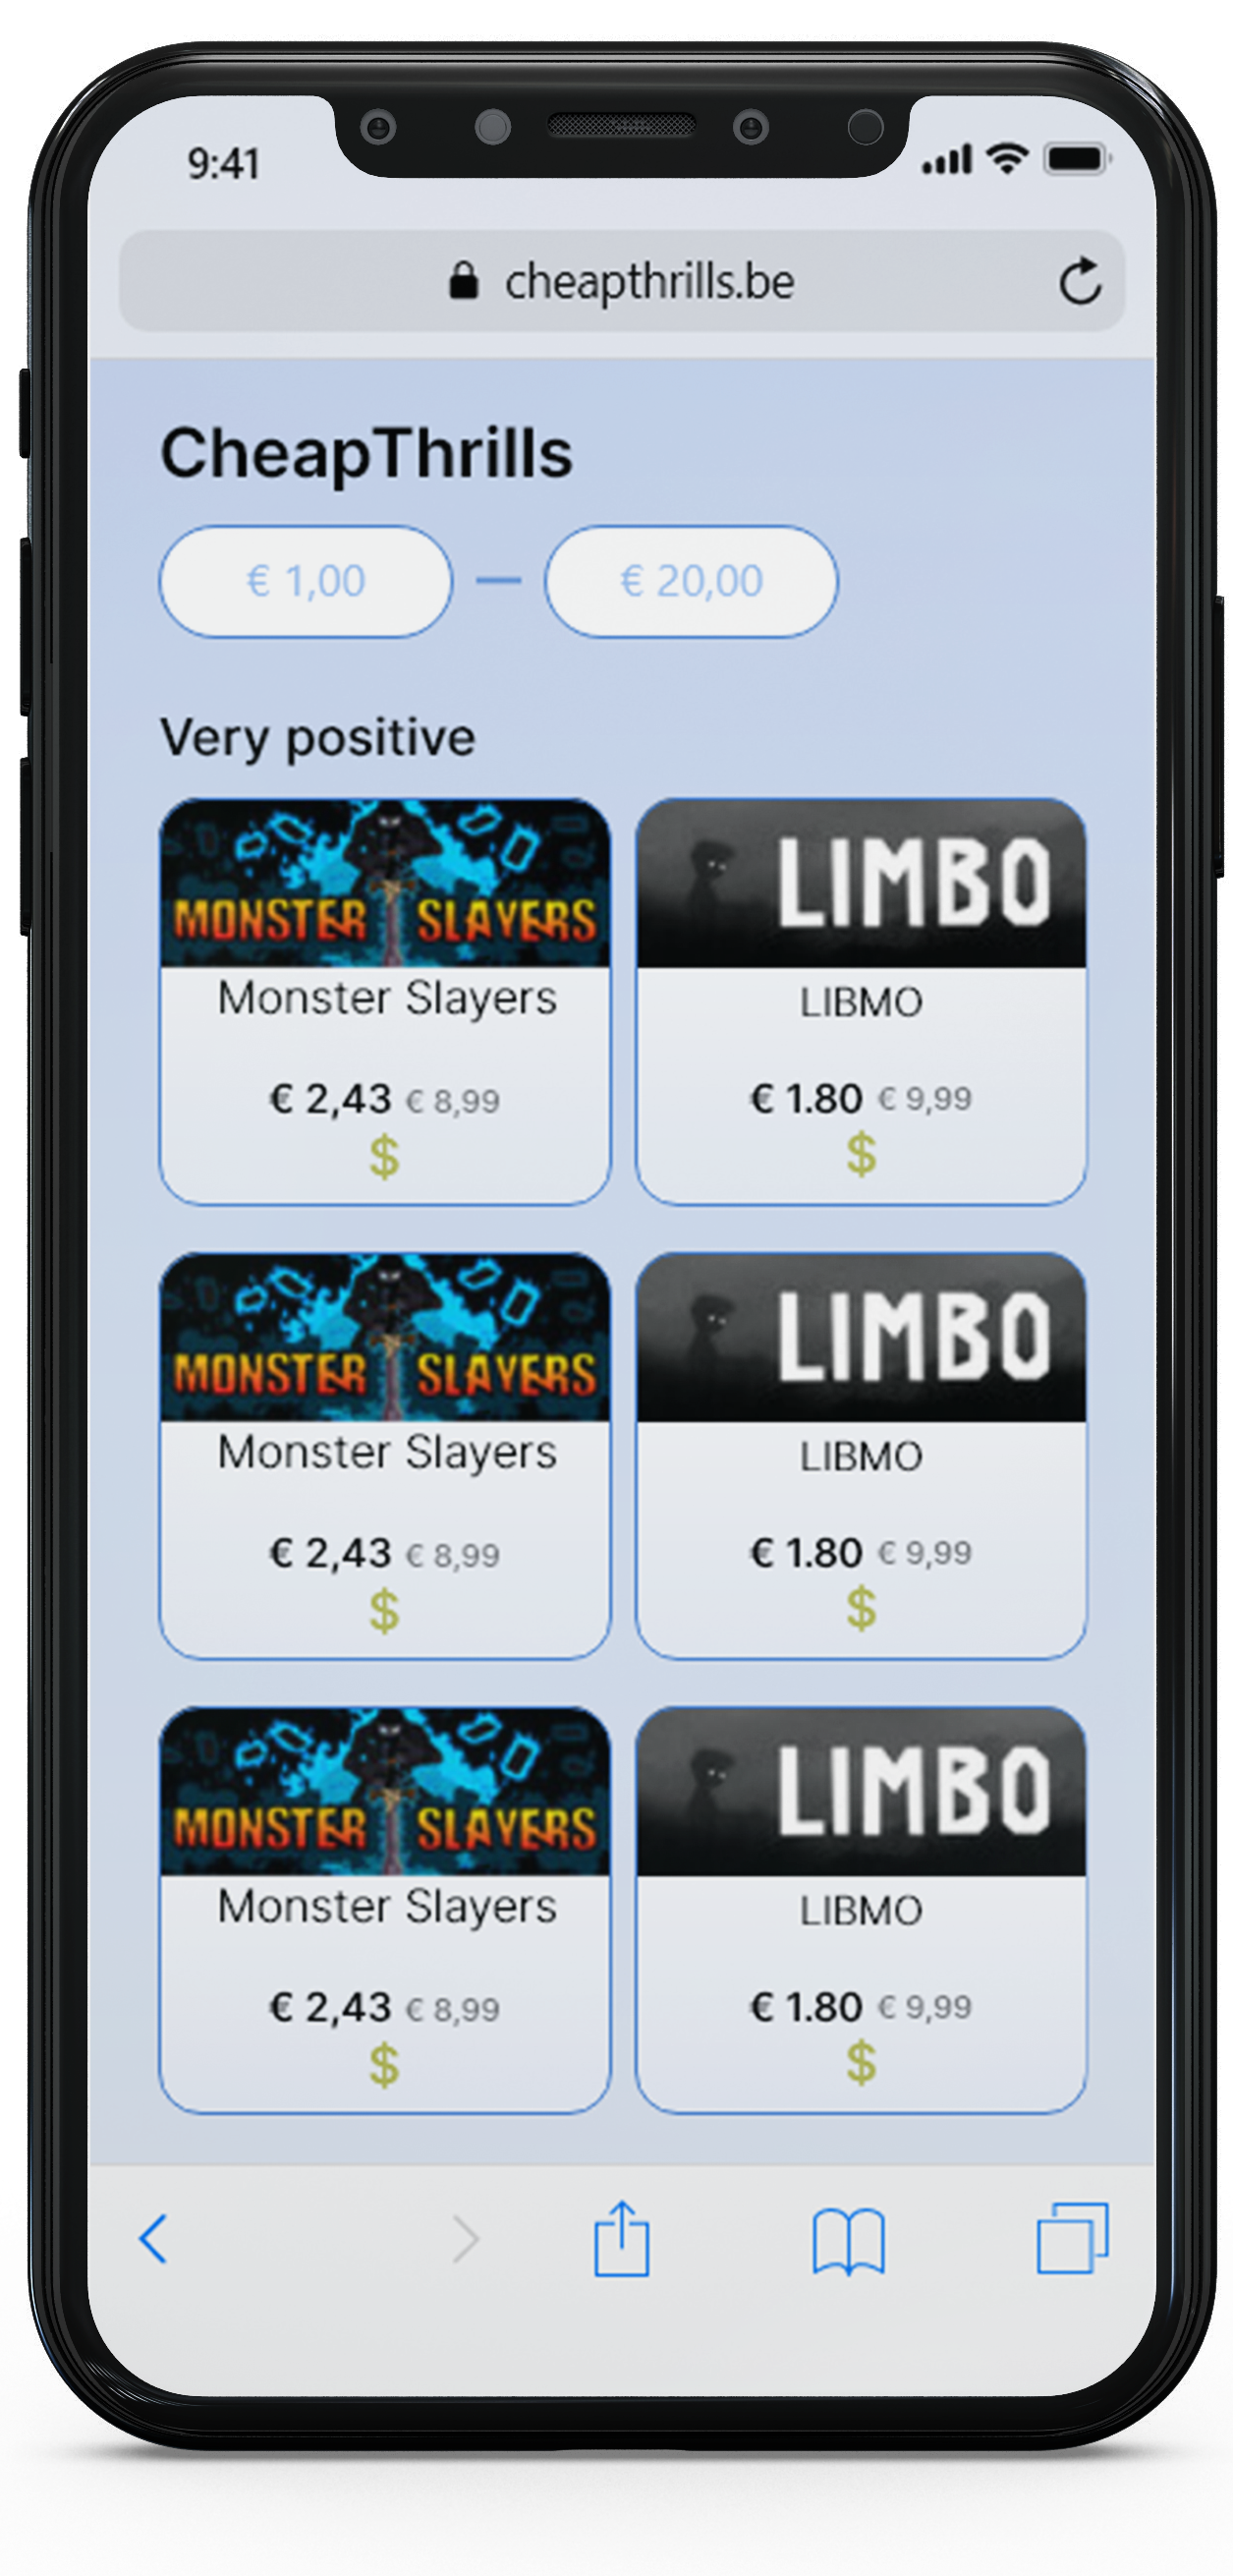 9:41
cheapthrills.be
CheapThrills
€ 1,00 — € 20,00
Very positive
MONSTER SLAYERS LIMBO
Monster Slayers LIBMO
€ 2,43 € 8,99 € 1.80 € 9,99
$ $
MONSTER SLAYERS LIMBO
Monster Slayers LIBMO
€ 2,43 € 8,99 € 1.80 € 9,99
$ $
MONSTER SLAYERS LIMBO
Monster Slayers LIBMO
€ 2,43 € 8,99 € 1.80 € 9,99
$ $